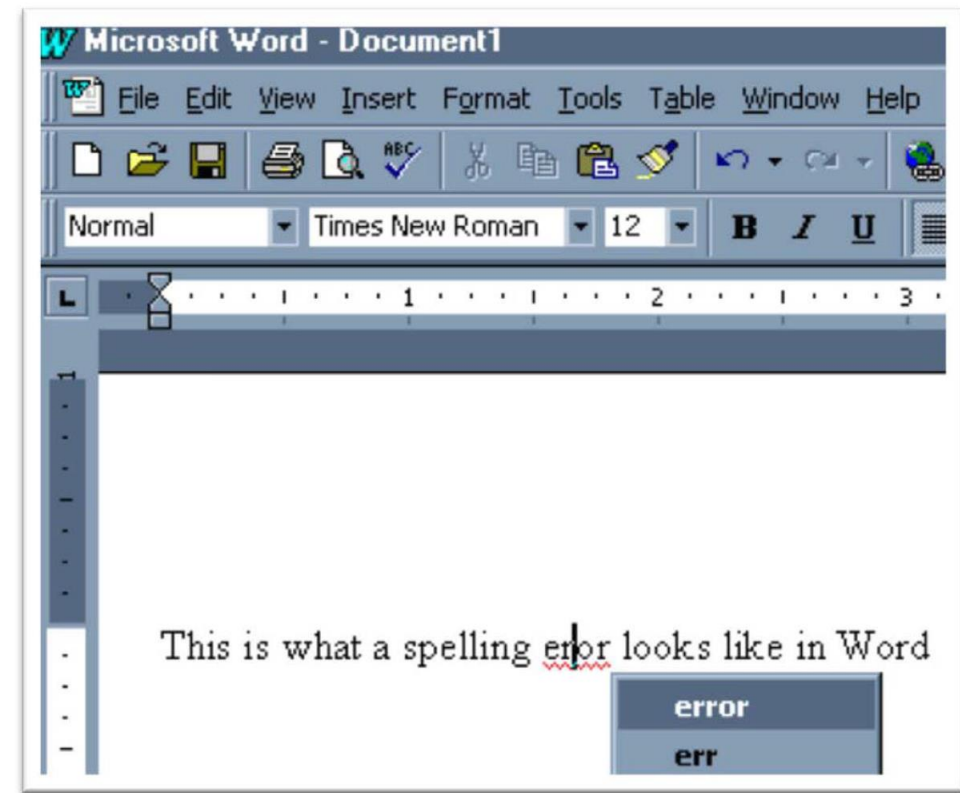 Microsoft Word - Document1
File Edit View Insert Format Tools Table Window Help
ABC
Normal Times New Roman 12 B I U
L 1 2 3
1
This is what a spelling eror looks like in Word
error
err